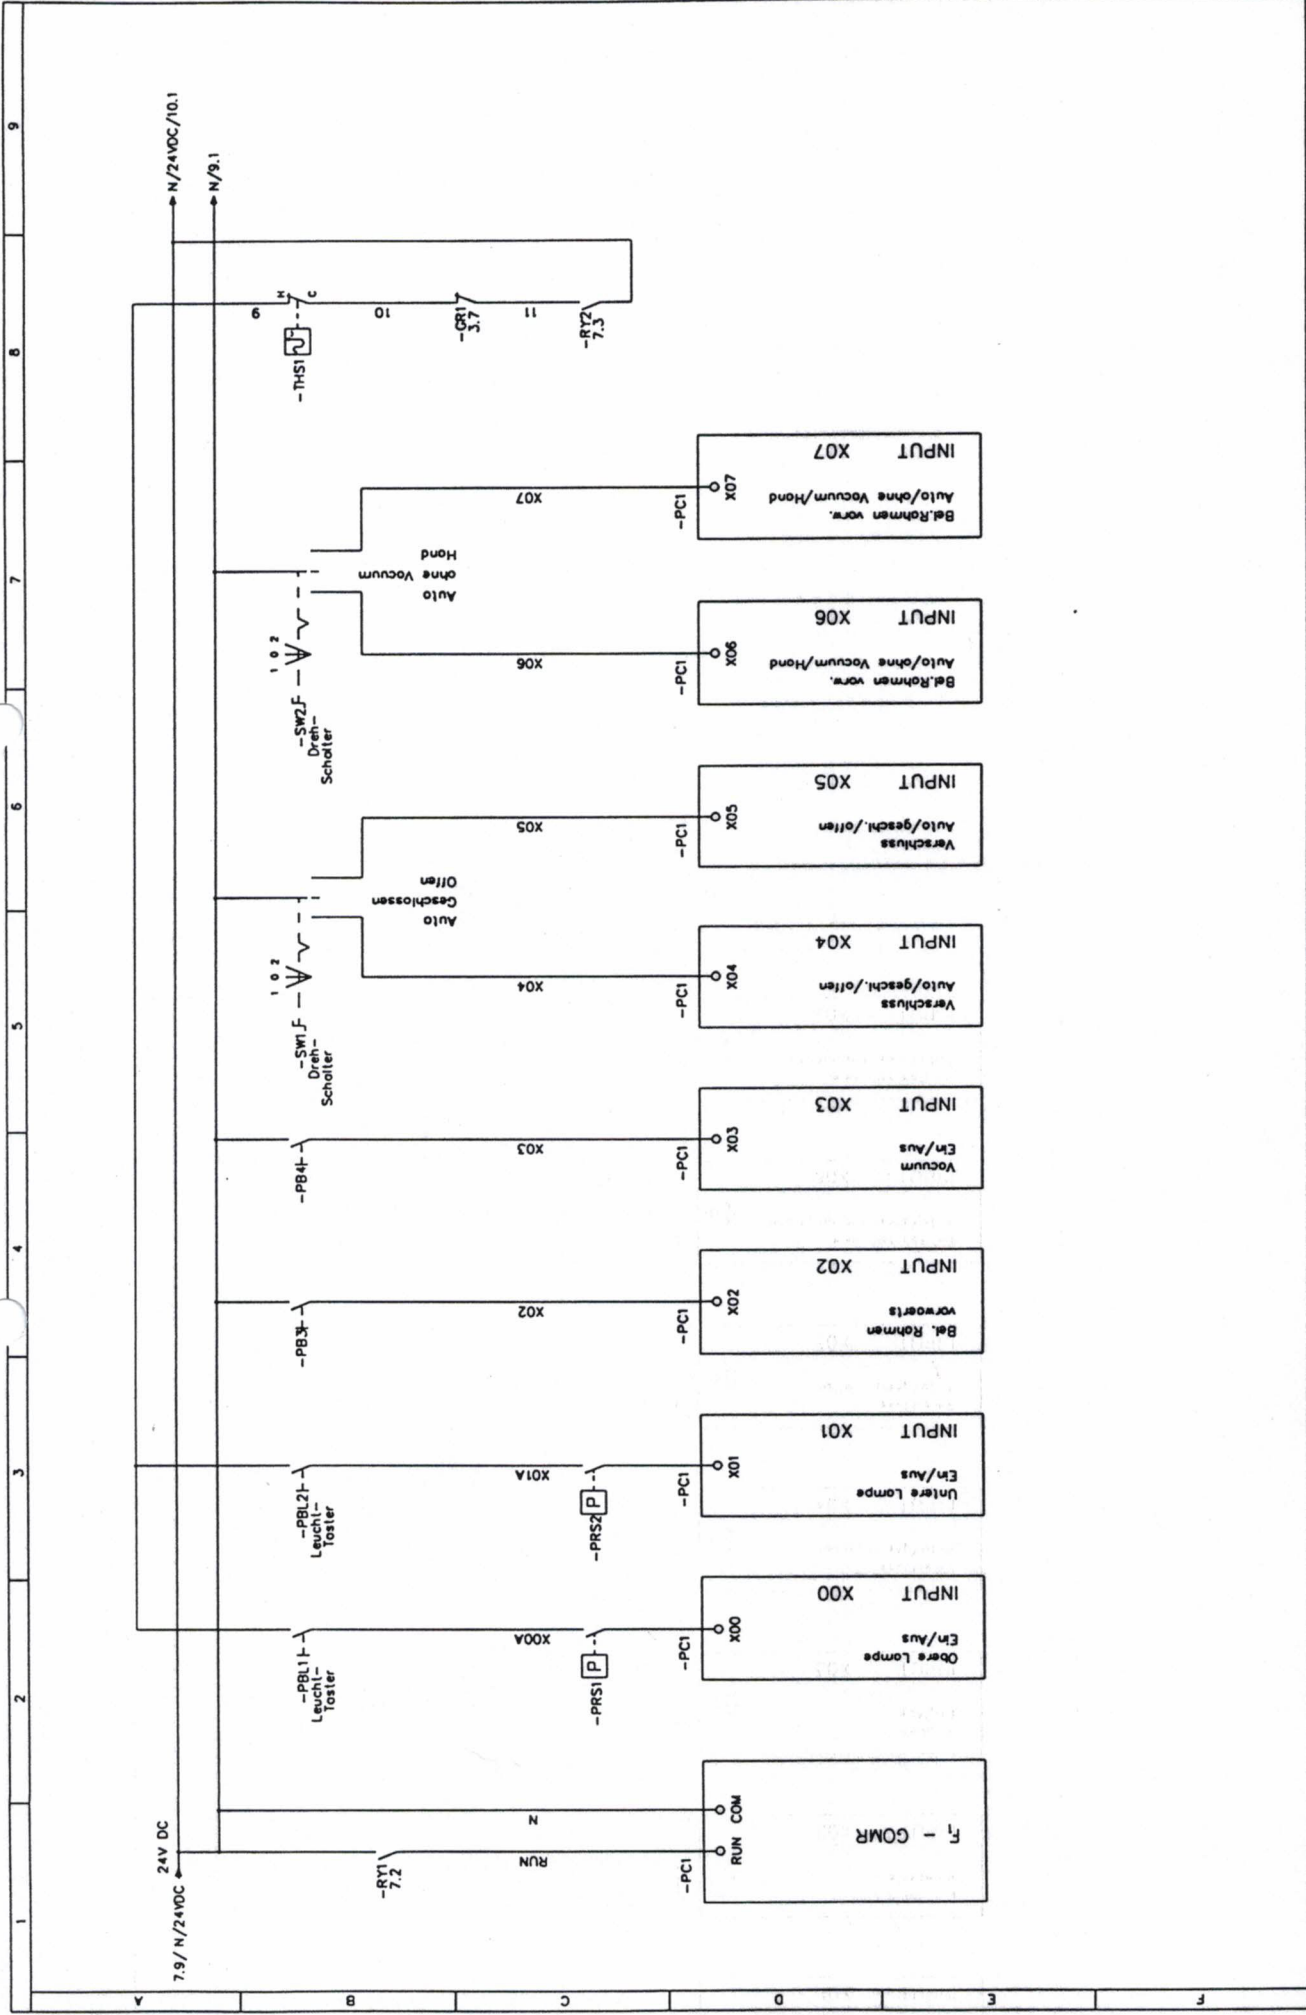 1
2
3
4
5
6
7
8
9
A
B
C
D
E
F
7.9/ N/24VDC
24V DC
N/24VDC/10.1
N/9.1
-RY1
7.2
RUN
N
-PC1
RUN
COM
F1 - GOMR
-PBL1
Leucht-
Taster
X00A
-PRS1
P
-PC1
X00
Obere Lampe
Ein/Aus
INPUT X00
-PBL2
Leucht-
Taster
X01A
-PRS2
P
-PC1
X01
Untere Lampe
Ein/Aus
INPUT X01
-PB3
X02
-PC1
X02
Bel. Rahmen
vorwaerts
INPUT X02
-PB4
X03
-PC1
X03
Vacuum
Ein/Aus
INPUT X03
-SW1
Dreh-
Schalter
1 0 2
Auto
Geschlossen
Offen
X04
-PC1
X04
Verschluss
Auto/geschl./offen
INPUT X04
X05
-PC1
X05
Verschluss
Auto/geschl./offen
INPUT X05
-SW2
Dreh-
Schalter
1 0 2
Auto
ohne Vacuum
Hand
X06
-PC1
X06
Bel.Rahmen vorw.
Auto/ohne Vacuum/Hand
INPUT X06
X07
-PC1
X07
Bel.Rahmen vorw.
Auto/ohne Vacuum/Hand
INPUT X07
-THS1
H
C
9
10
-GR1
3.7
11
-RY2
7.3